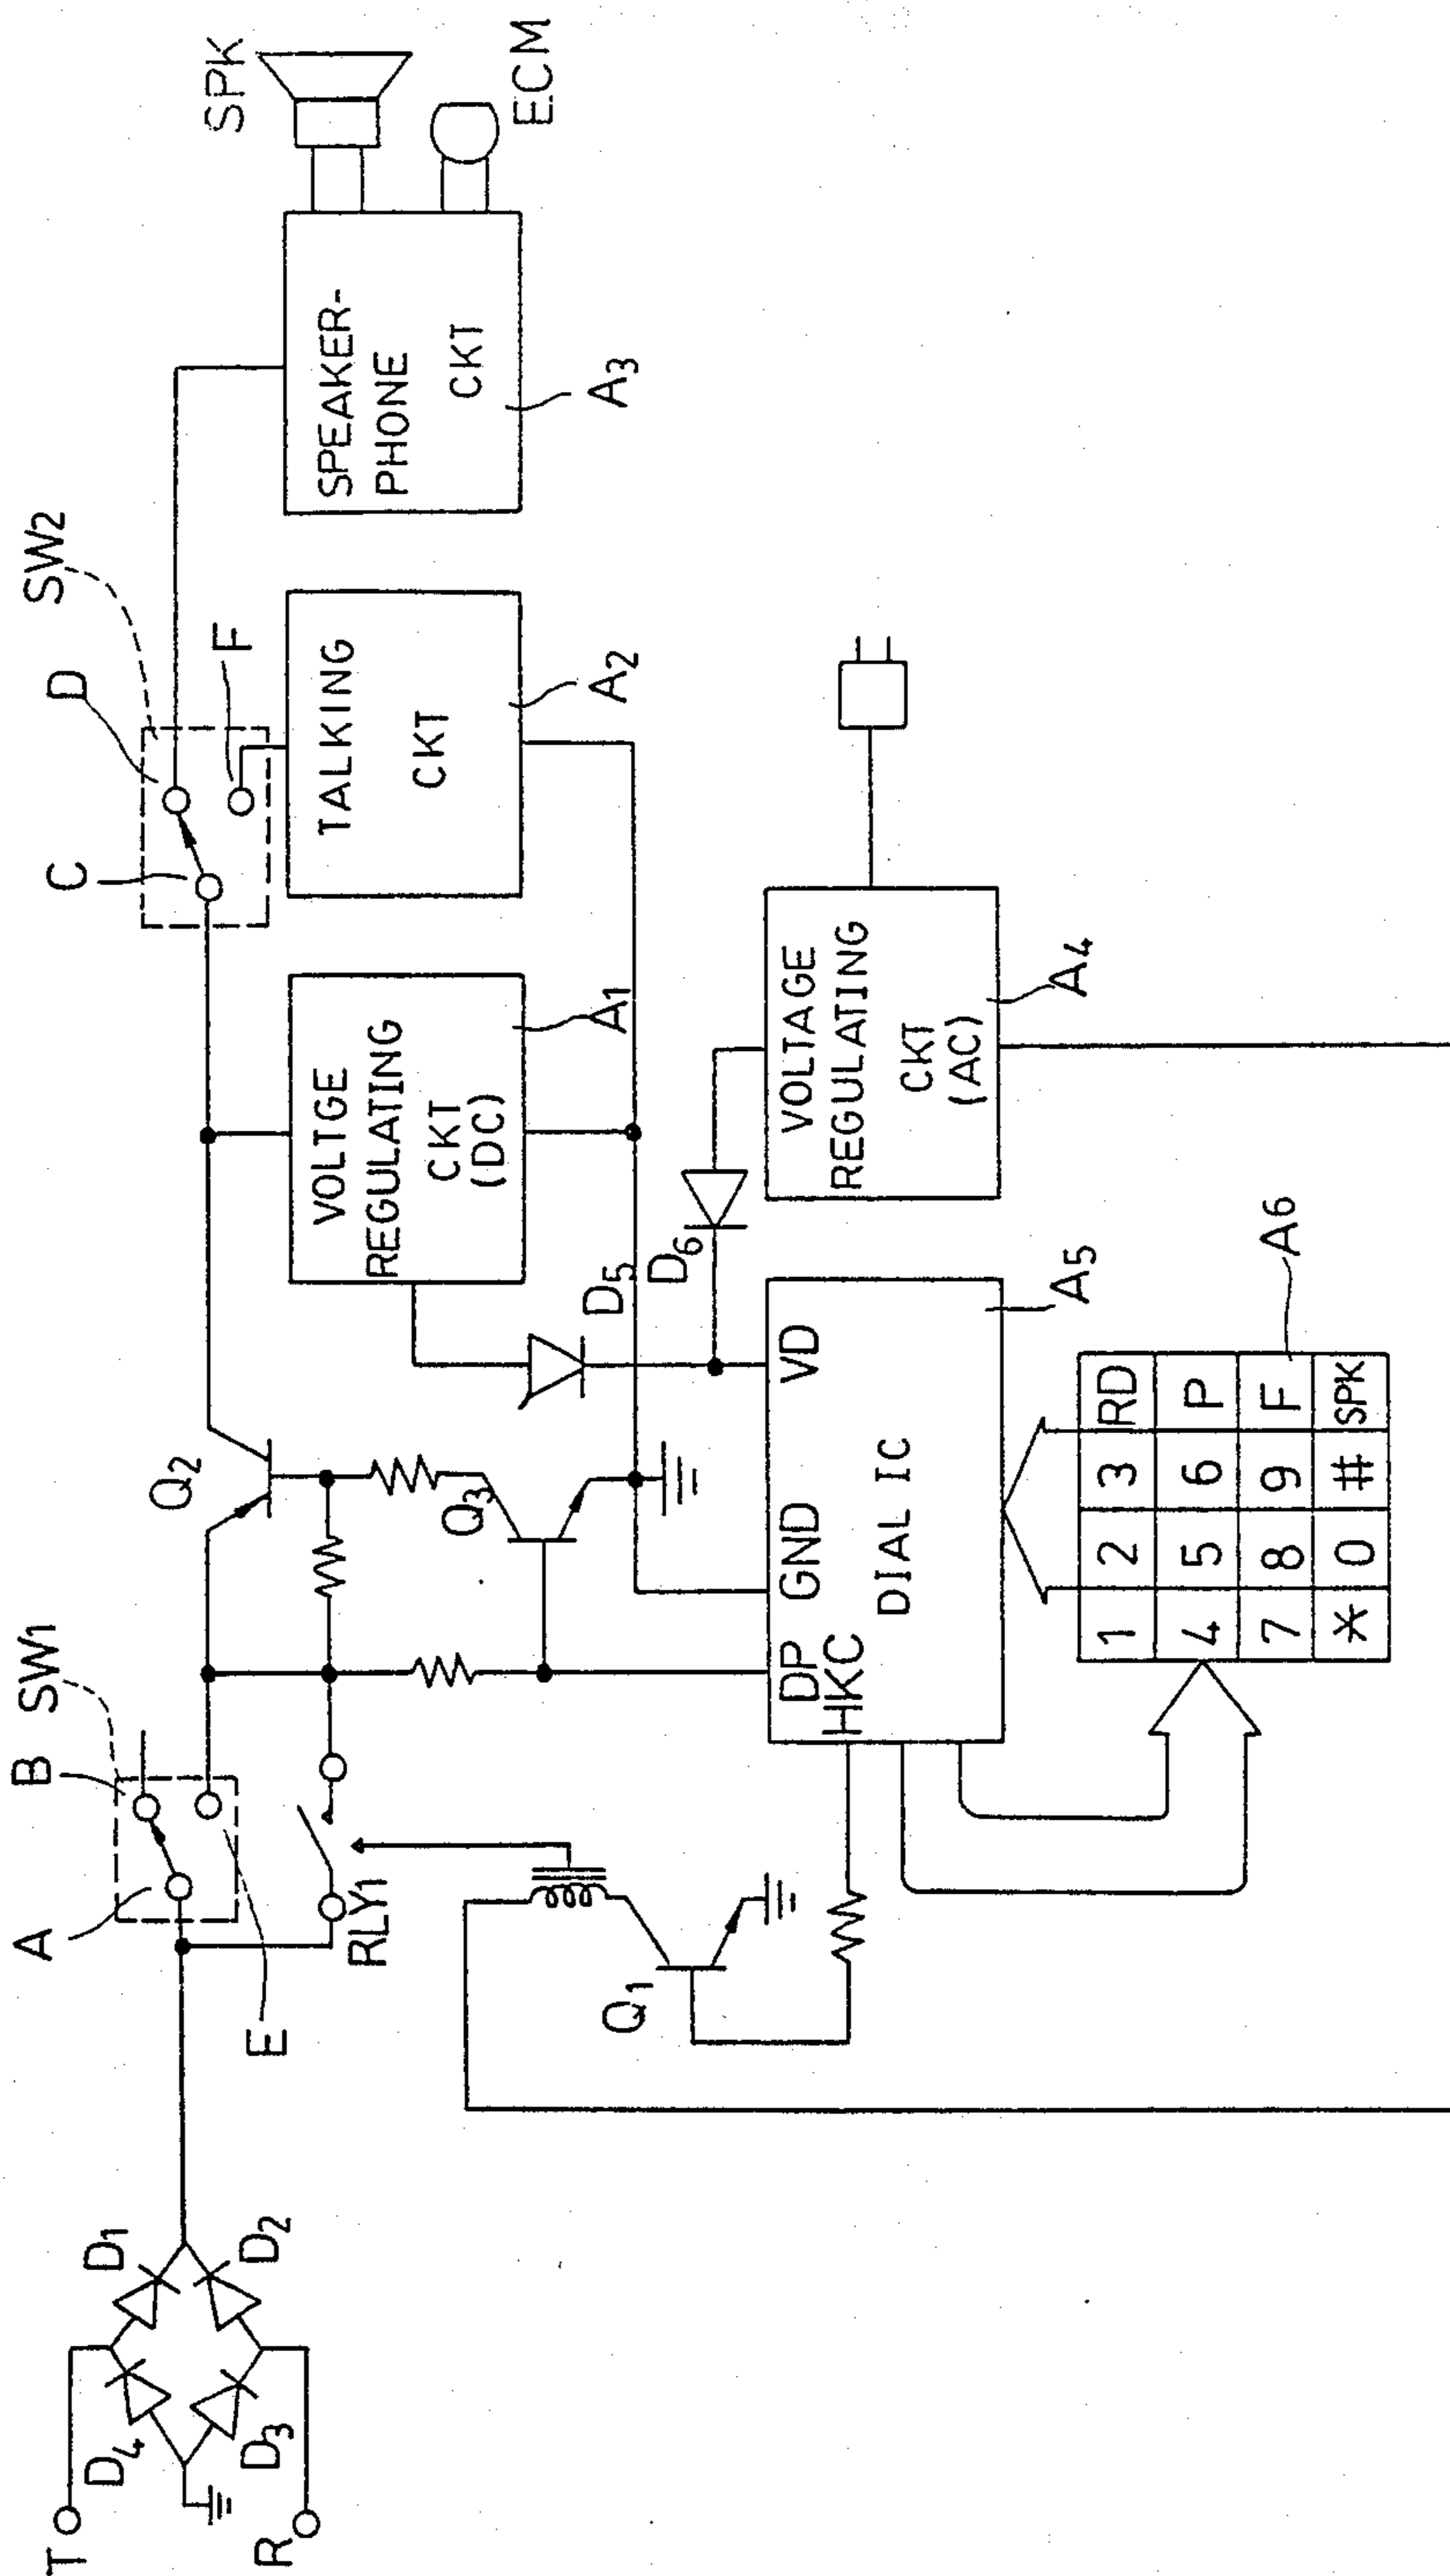 T
R
D4
D1
D3
D2
A
B
SW1
E
RLY1
Q2
Q3
Q1
C
D
SW2
F
SPK
ECM
VOLTGE
REGULATING
CKT
(DC)
A1
TALKING
CKT
A2
SPEAKER-
PHONE
CKT
A3
D5
D6
VOLTAGE
REGULATING
CKT
(AC)
A4
DP
GND
VD
HKC
DIAL IC
A5
A6
1 2 3 RD
4 5 6 P
7 8 9 F
* 0 # SPK